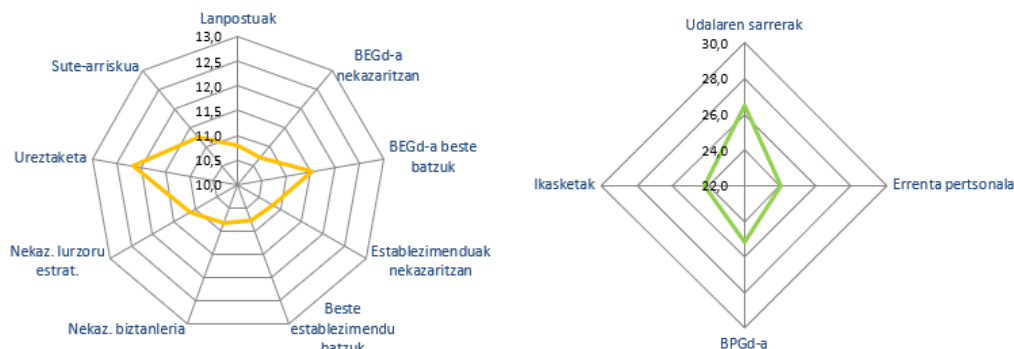 Lanpostuak
13,0
12,5
12,0
11,5
11,0
10,5
10,0
BEGd-a
nekazaritzan
BEGd-a beste
batzuk
Establezimenduak
nekazaritzan
Beste
establezimendu
batzuk
Nekaz. biztanleria
Nekaz. lurzoru
estrat.
Ureztaketa
Sute-arriskua
Udalaren sarrerak
30,0
28,0
26,0
24,0
22,0
Errenta pertsonala
BPGd-a
Ikasketak